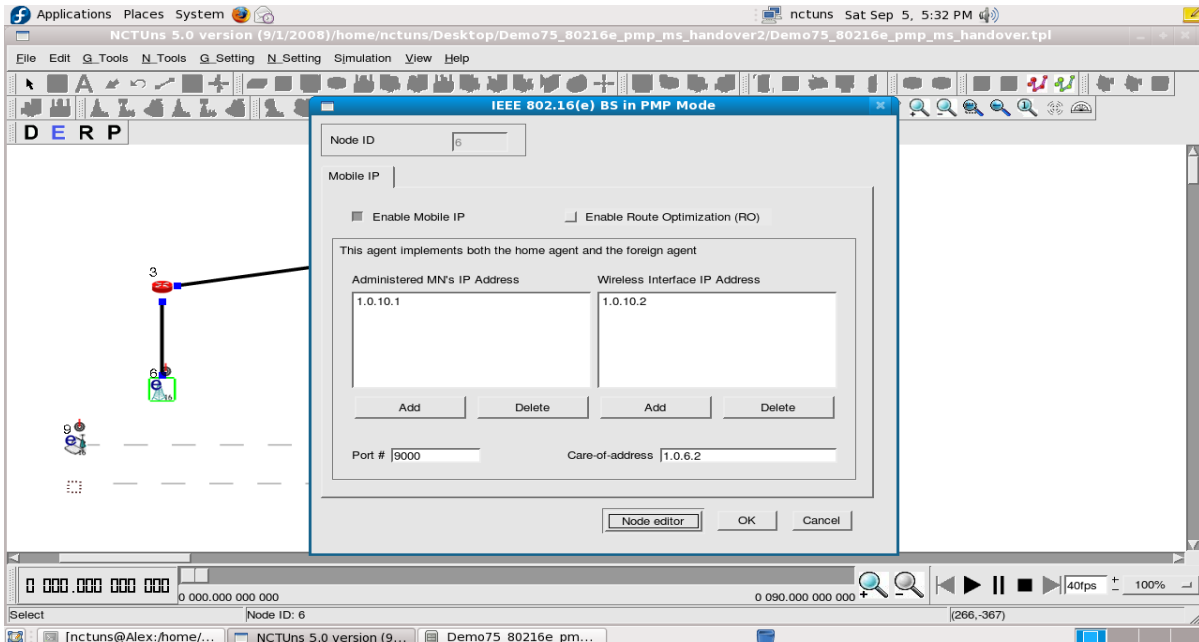 Applications Places System nctuns Sat Sep 5, 5:32 PM
NCTUns 5.0 version (9/1/2008)/home/nctuns/Desktop/Demo75_80216e_pmp_ms_handover2/Demo75_80216e_pmp_ms_handover.tpl
File Edit G_Tools N_Tools G_Setting N_Setting Simulation View Help
IEEE 802.16(e) BS in PMP Mode
D E R P
Node ID 6
Mobile IP
Enable Mobile IP Enable Route Optimization (RO)
This agent implements both the home agent and the foreign agent
Administered MN's IP Address Wireless Interface IP Address
1.0.10.1 1.0.10.2
3
6
e
16
Add Delete Add Delete
9
e
16
Port # 9000 Care-of-address 1.0.6.2
Node editor OK Cancel
0 000.000 000 000
0 000.000 000 000 0 090.000 000 000 40fps 100%
Select Node ID: 6 (266,-367)
[nctuns@Alex:/home/... NCTUns 5.0 version (9... Demo75_80216e_pm...